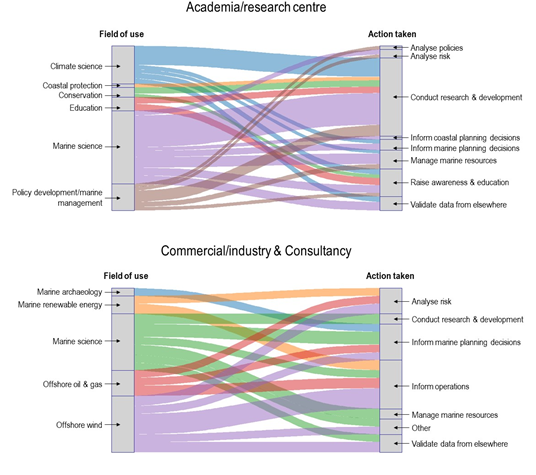 Academia/research centre
Field of use
Action taken
Climate science
Coastal protection
Conservation
Education
Marine science
Policy development/marine
management
Analyse policies
Analyse risk
Conduct research & development
Inform coastal planning decisions
Inform marine planning decisions
Manage marine resources
Raise awareness & education
Validate data from elsewhere
Commercial/industry & Consultancy
Field of use
Action taken
Marine archaeology
Marine renewable energy
Marine science
Offshore oil & gas
Offshore wind
Analyse risk
Conduct research & development
Inform marine planning decisions
Inform operations
Manage marine resources
Other
Validate data from elsewhere